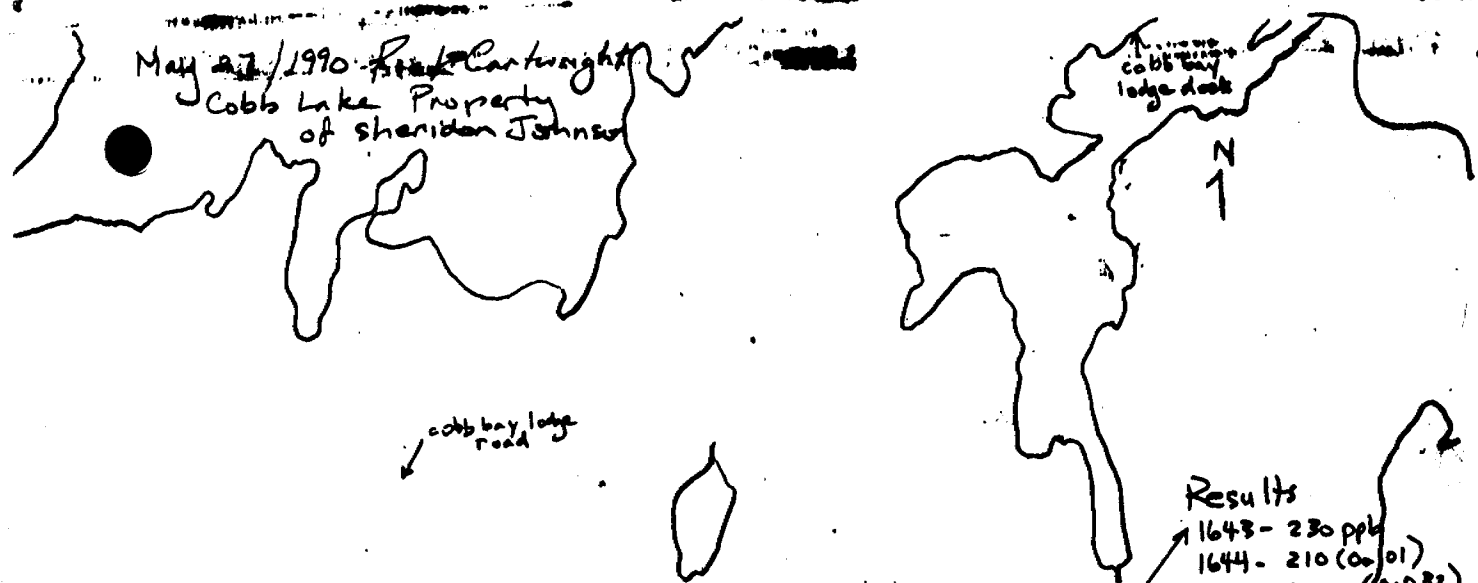 May 27/1990 Cartwright
Cobb Lake Property
of Sheridon Johnson
cobb bay
lodge dock
N
cobb bay lodge
road
Results
1643 - 230 ppb
1644 - 210 (0.01)